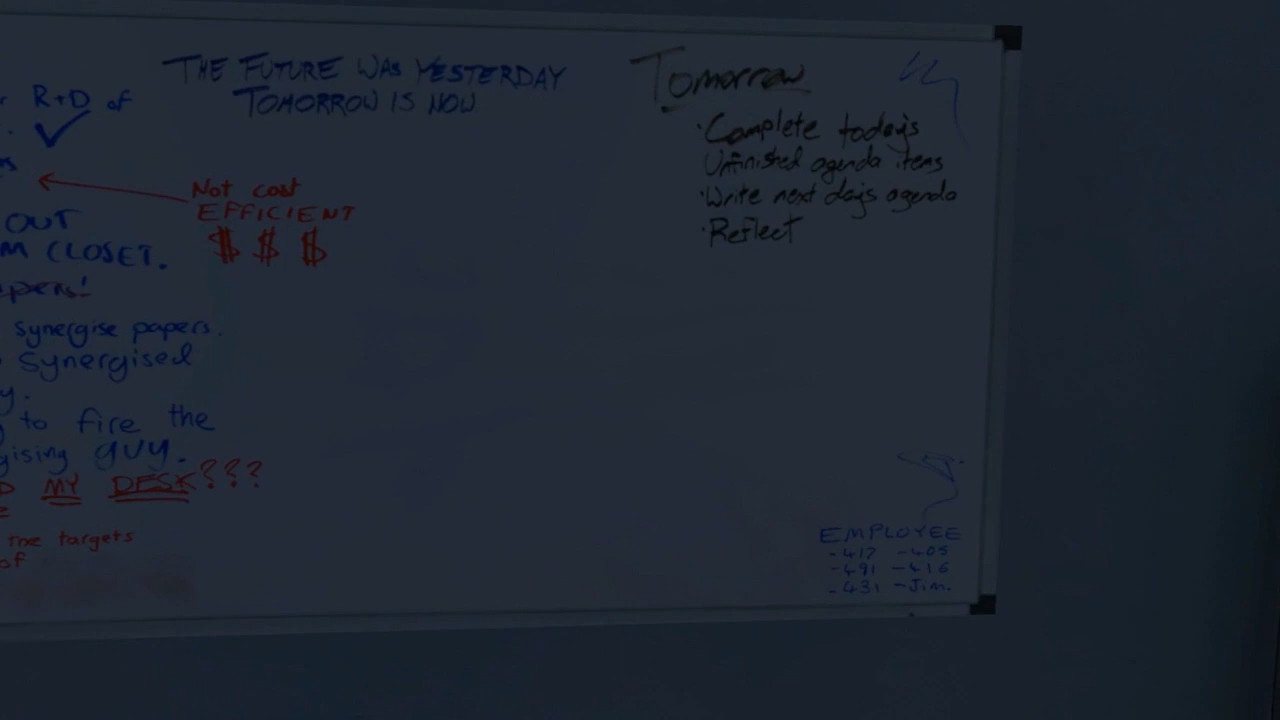 R+D of
OUT
CLOSET.
synergise papers.
Synergised
to fire the
guy.
MY DESK???
the targets
of
THE FUTURE WAS YESTERDAY
TOMORROW IS NOW
Not cost
EFFICIENT
$ $ $
Tomorrow
·Complete todays
Unfinished agenda items
·Write next days agenda
·Reflect
EMPLOYEE
-417 -405
-491 -416
-431 -Jim.